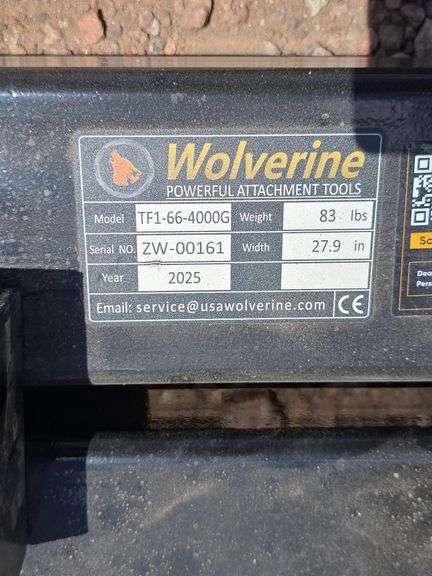 Wolverine
POWERFUL ATTACHMENT TOOLS
Model TF1-66-4000G Weight 83 lbs
Serial NO. ZW-00161 Width 27.9 in
Year 2025
Email: service@usawolverine.com CE